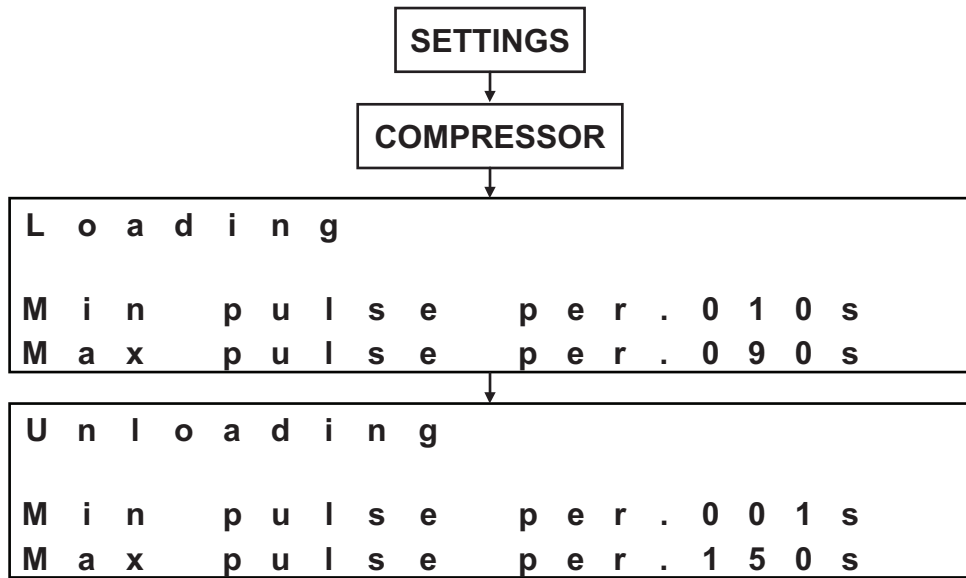 SETTINGS
COMPRESSOR
Loading
Min pulse per.010s
Max pulse per.090s
Unloading
Min pulse per.001s
Max pulse per.150s